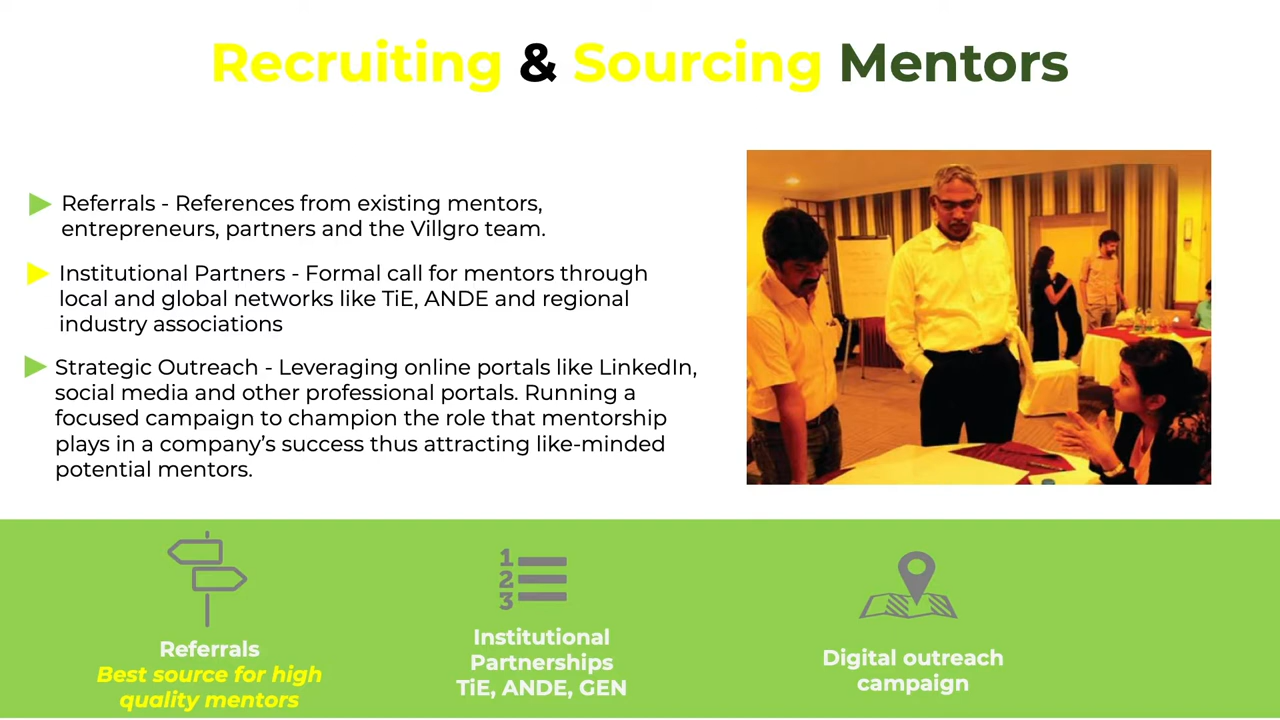 Recruiting & Sourcing Mentors
Referrals - References from existing mentors,
entrepreneurs, partners and the Villgro team.
Institutional Partners - Formal call for mentors through
local and global networks like TiE, ANDE and regional
industry associations
Strategic Outreach - Leveraging online portals like LinkedIn,
social media and other professional portals. Running a
focused campaign to champion the role that mentorship
plays in a company’s success thus attracting like-minded
potential mentors.
Referrals
Best source for high
quality mentors
1
2
3
Institutional
Partnerships
TiE, ANDE, GEN
Digital outreach
campaign